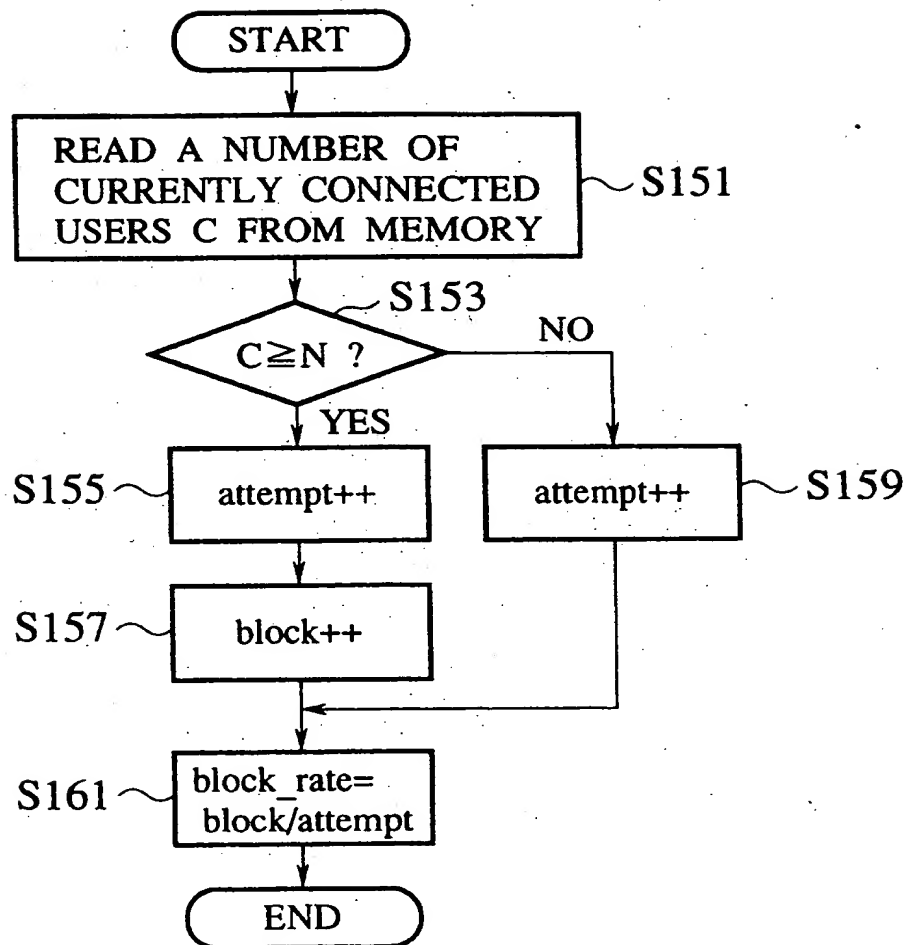 START
READ A NUMBER OF
CURRENTLY CONNECTED
USERS C FROM MEMORY
S151
S153
C≧N ?
NO
YES
S155
attempt++
attempt++
S159
S157
block++
S161
block_rate=
block/attempt
END